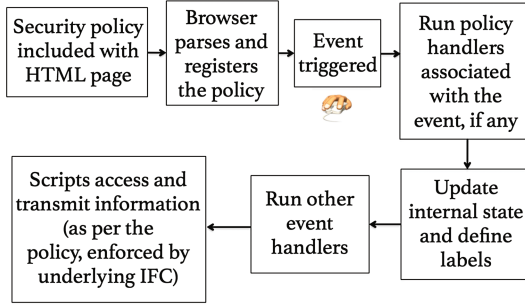 Security policy
included with
HTML page
Browser
parses and
registers
the policy
Event
triggered
Run policy
handlers
associated
with the
event, if any
Update
internal state
and define
labels
Run other
event
handlers
Scripts access and
transmit information
(as per the
policy, enforced by
underlying IFC)